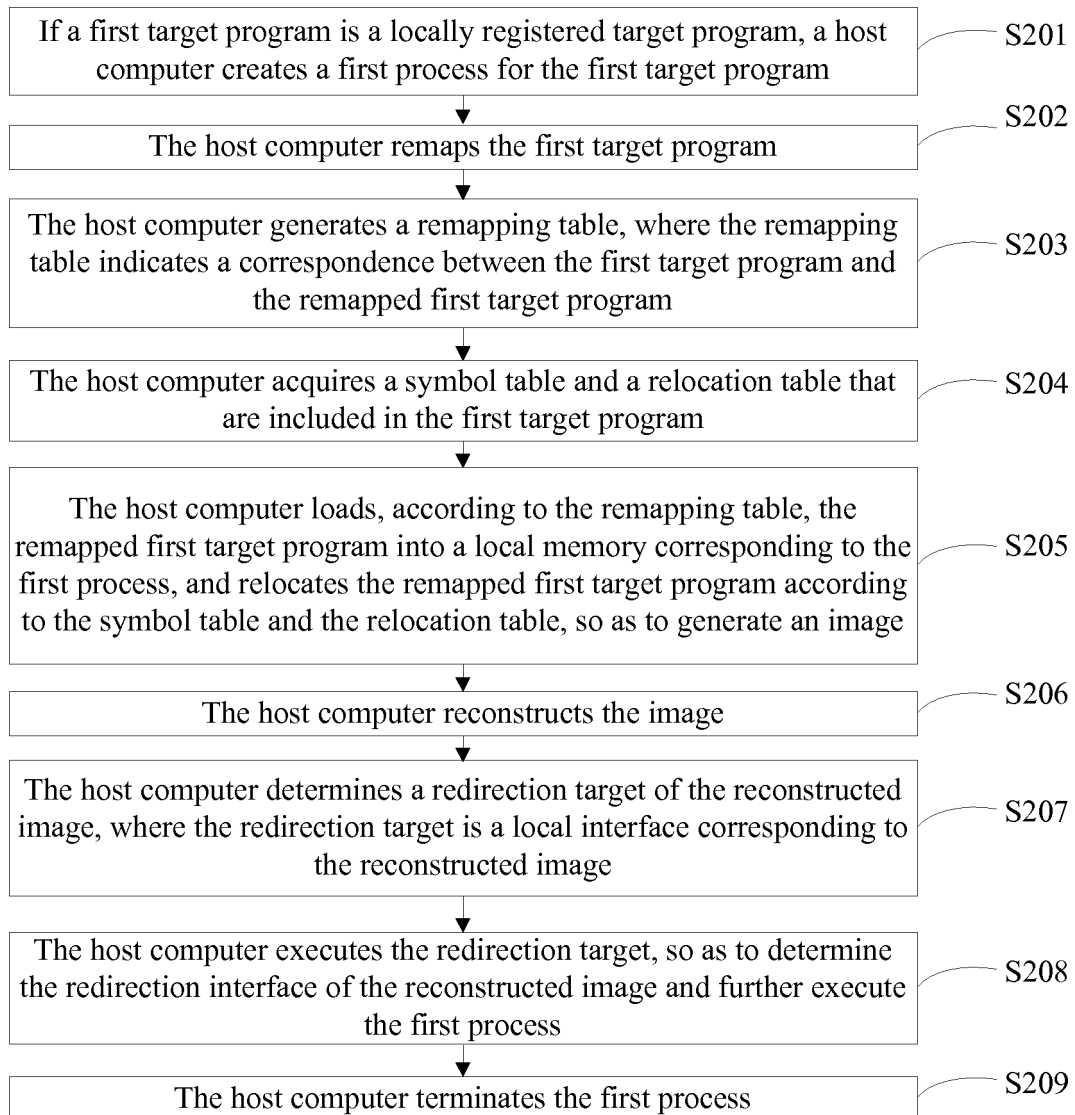 If a first target program is a locally registered target program, a host
computer creates a first process for the first target program
S201
The host computer remaps the first target program
S202
The host computer generates a remapping table, where the remapping
table indicates a correspondence between the first target program and
the remapped first target program
S203
The host computer acquires a symbol table and a relocation table that
are included in the first target program
S204
The host computer loads, according to the remapping table, the
remapped first target program into a local memory corresponding to the
first process, and relocates the remapped first target program according
to the symbol table and the relocation table, so as to generate an image
S205
The host computer reconstructs the image
S206
The host computer determines a redirection target of the reconstructed
image, where the redirection target is a local interface corresponding to
the reconstructed image
S207
The host computer executes the redirection target, so as to determine
the redirection interface of the reconstructed image and further execute
the first process
S208
The host computer terminates the first process
S209